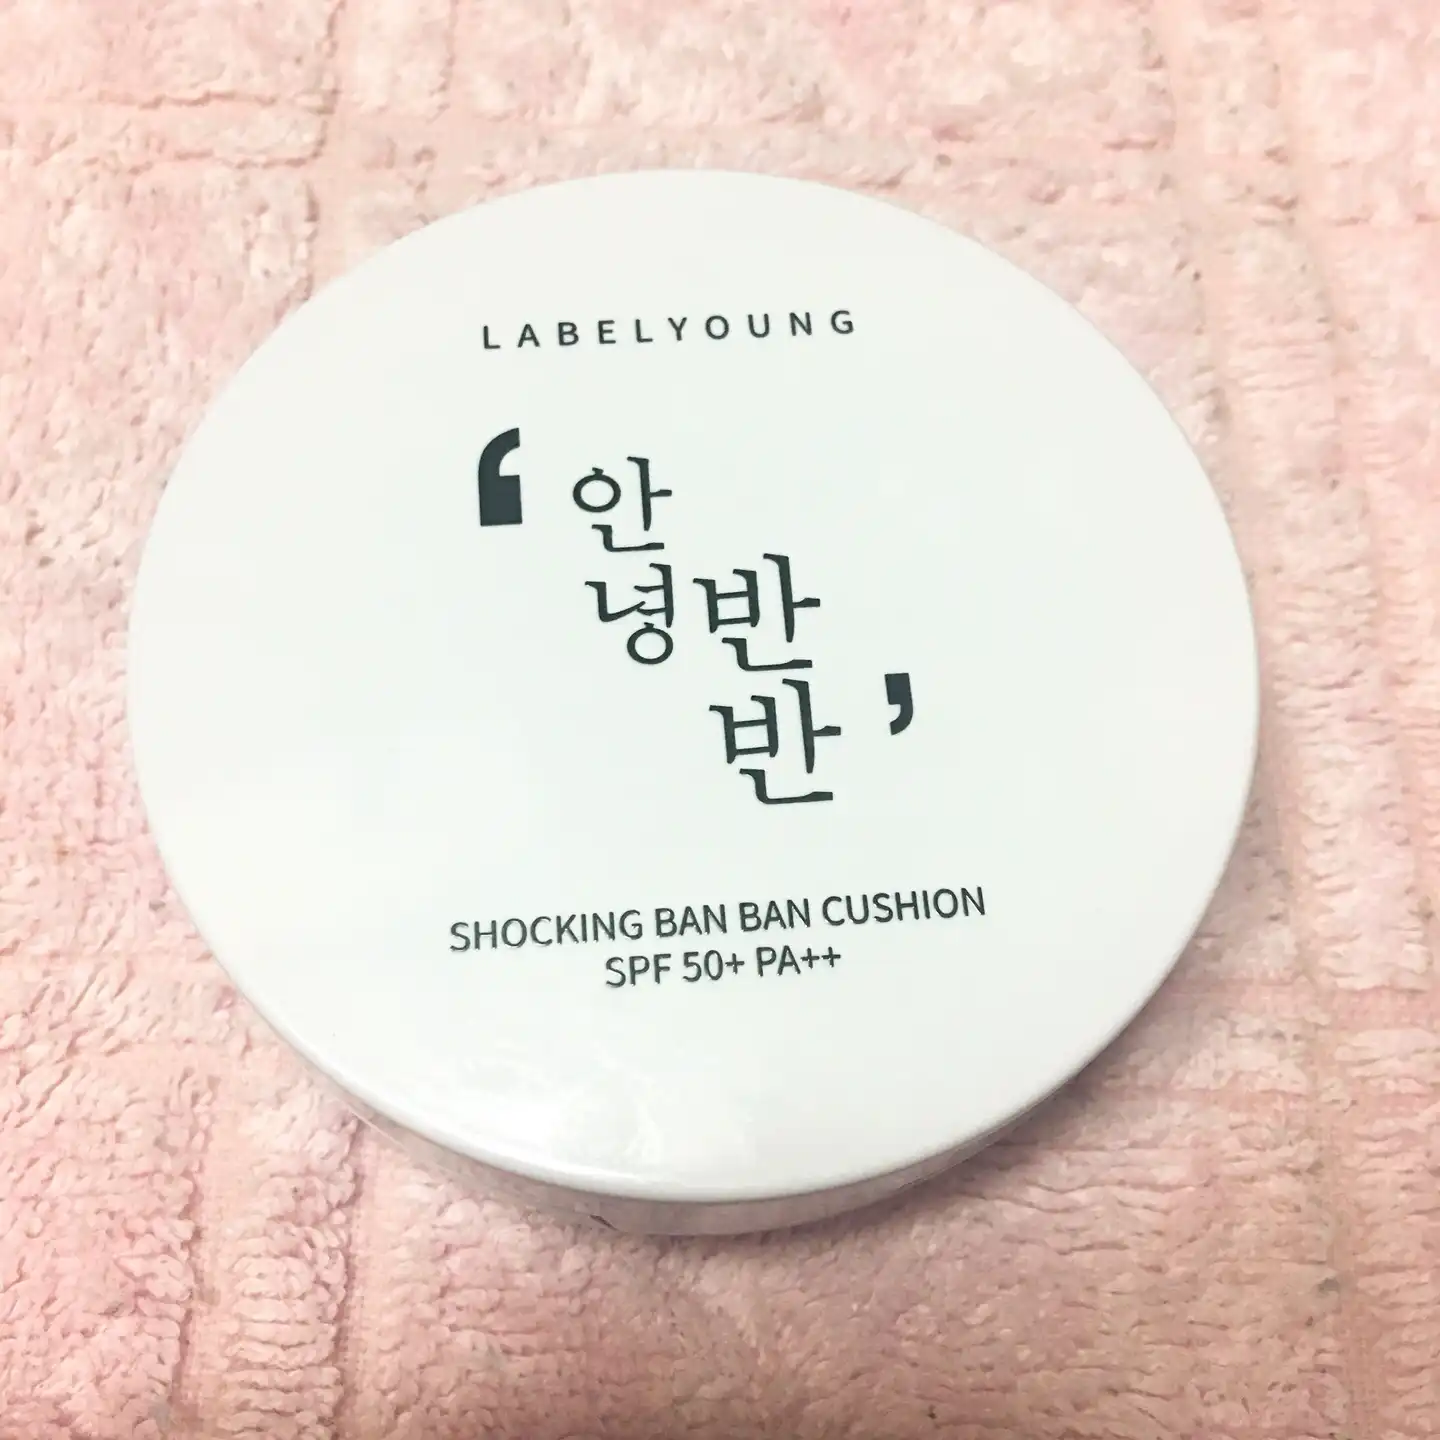 LABELYOUNG
‘안
녕반
반’
SHOCKING BAN BAN CUSHION
SPF 50+ PA++